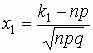 x₁ = (k₁ − np) / √(npq)